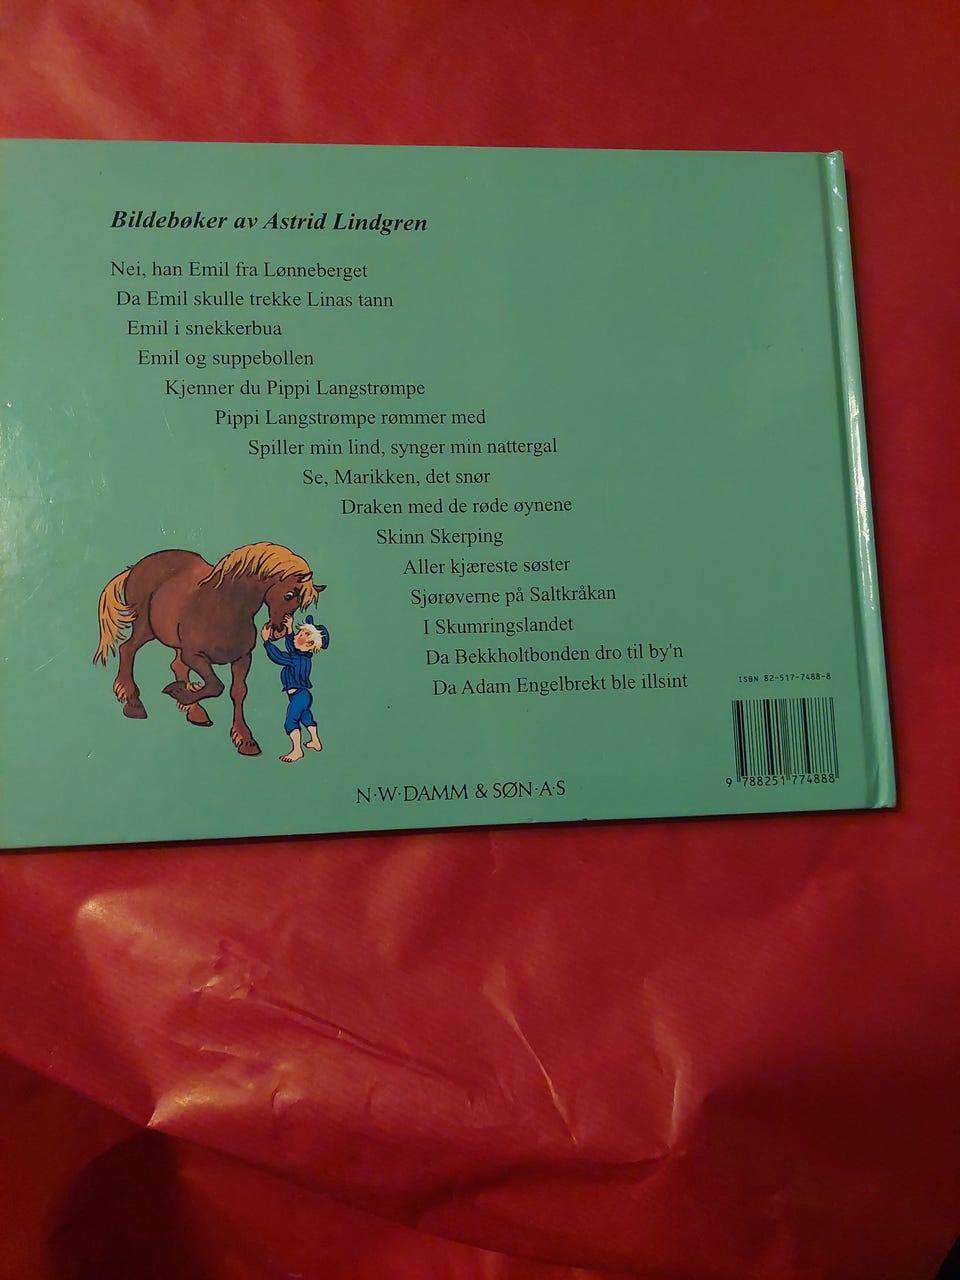 Bildebøker av Astrid Lindgren
Nei, han Emil fra Lønneberget
Da Emil skulle trekke Linas tann
Emil i snekkerbua
Emil og suppebollen
Kjenner du Pippi Langstrømpe
Pippi Langstrømpe rømmer med
Spiller min lind, synger min nattergal
Se, Marikken, det snør
Draken med de røde øynene
Skinn Skerping
Aller kjæreste søster
Sjørøverne på Saltkråkan
I Skumringslandet
Da Bekkholtbonden dro til by'n
Da Adam Engelbrekt ble illsint
ISBN 82-517-7488-8
9 788251 774888
N·W·DAMM & SØN·A·S